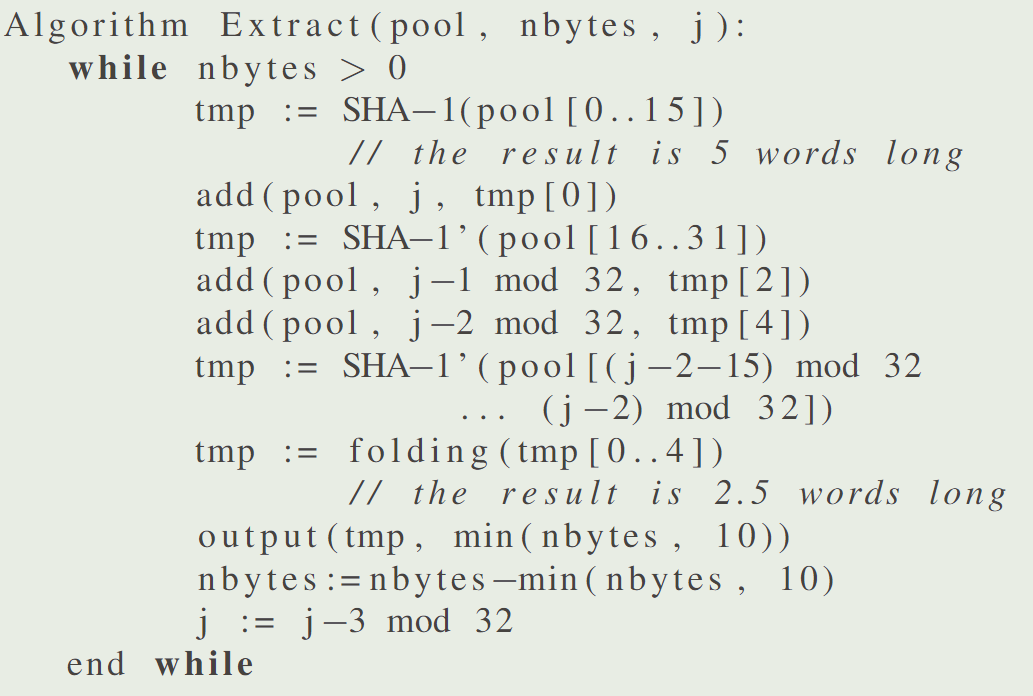 Algorithm Extract(pool, nbytes, j):
while nbytes > 0
tmp := SHA–1(pool[0..15])
// the result is 5 words long
add(pool, j, tmp[0])
tmp := SHA–1’(pool[16..31])
add(pool, j–1 mod 32, tmp[2])
add(pool, j–2 mod 32, tmp[4])
tmp := SHA–1’(pool[(j–2–15) mod 32
... (j–2) mod 32])
tmp := folding(tmp[0..4])
// the result is 2.5 words long
output(tmp, min(nbytes, 10))
nbytes:=nbytes–min(nbytes, 10)
j := j–3 mod 32
end while